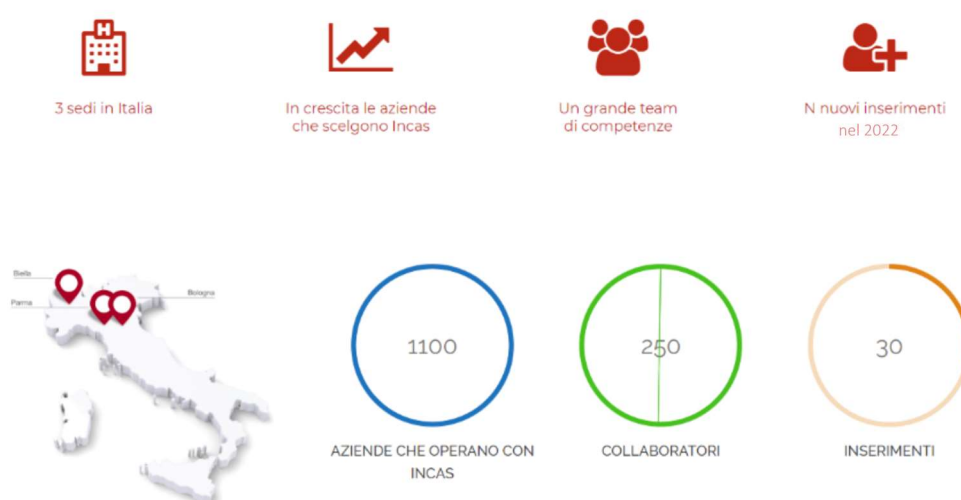 H
3 sedi in Italia
In crescita le aziende
che scelgono Incas
Un grande team
di competenze
N nuovi inserimenti
nel 2022
Biella
Parma
Bologna
1100
250
30
AZIENDE CHE OPERANO CON
INCAS
COLLABORATORI
INSERIMENTI